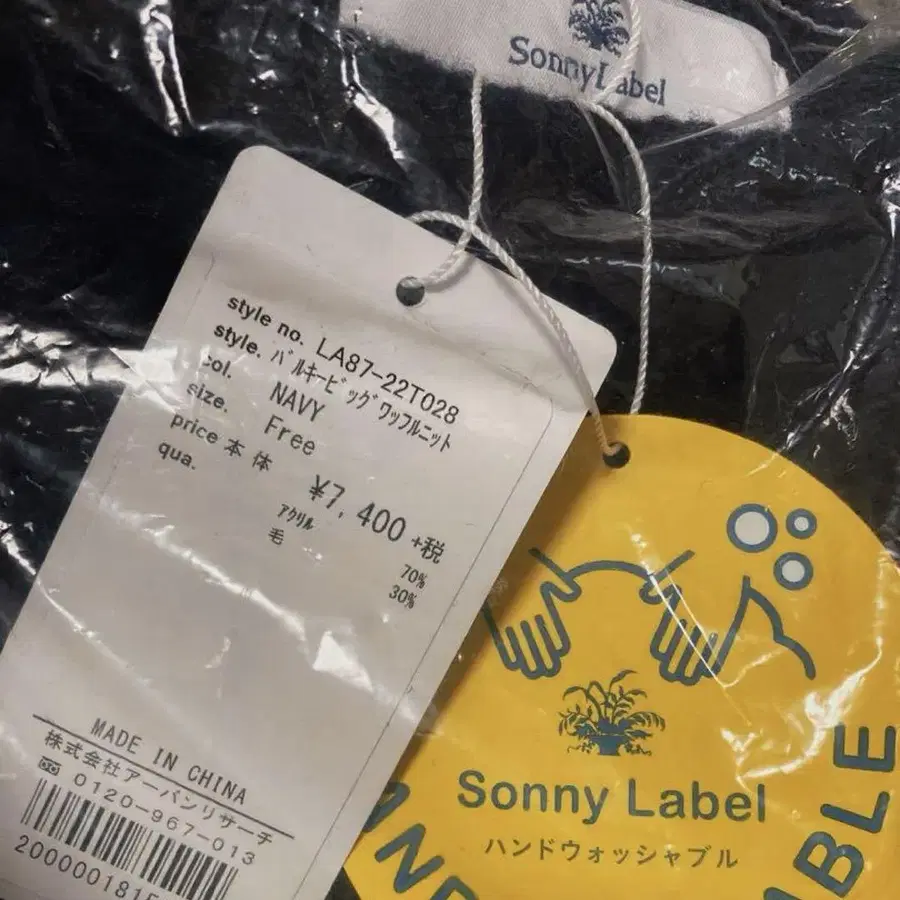 Sonny Label
style no. LA87-22T028
style. バルキービッグワッフルニット
col. NAVY
size. Free
price 本体 ¥7,400 +税
qua. アクリル 70%
毛 30%
MADE IN CHINA
株式会社アーバンリサーチ
0120-967-013
Sonny Label
ハンドウォッシャブル